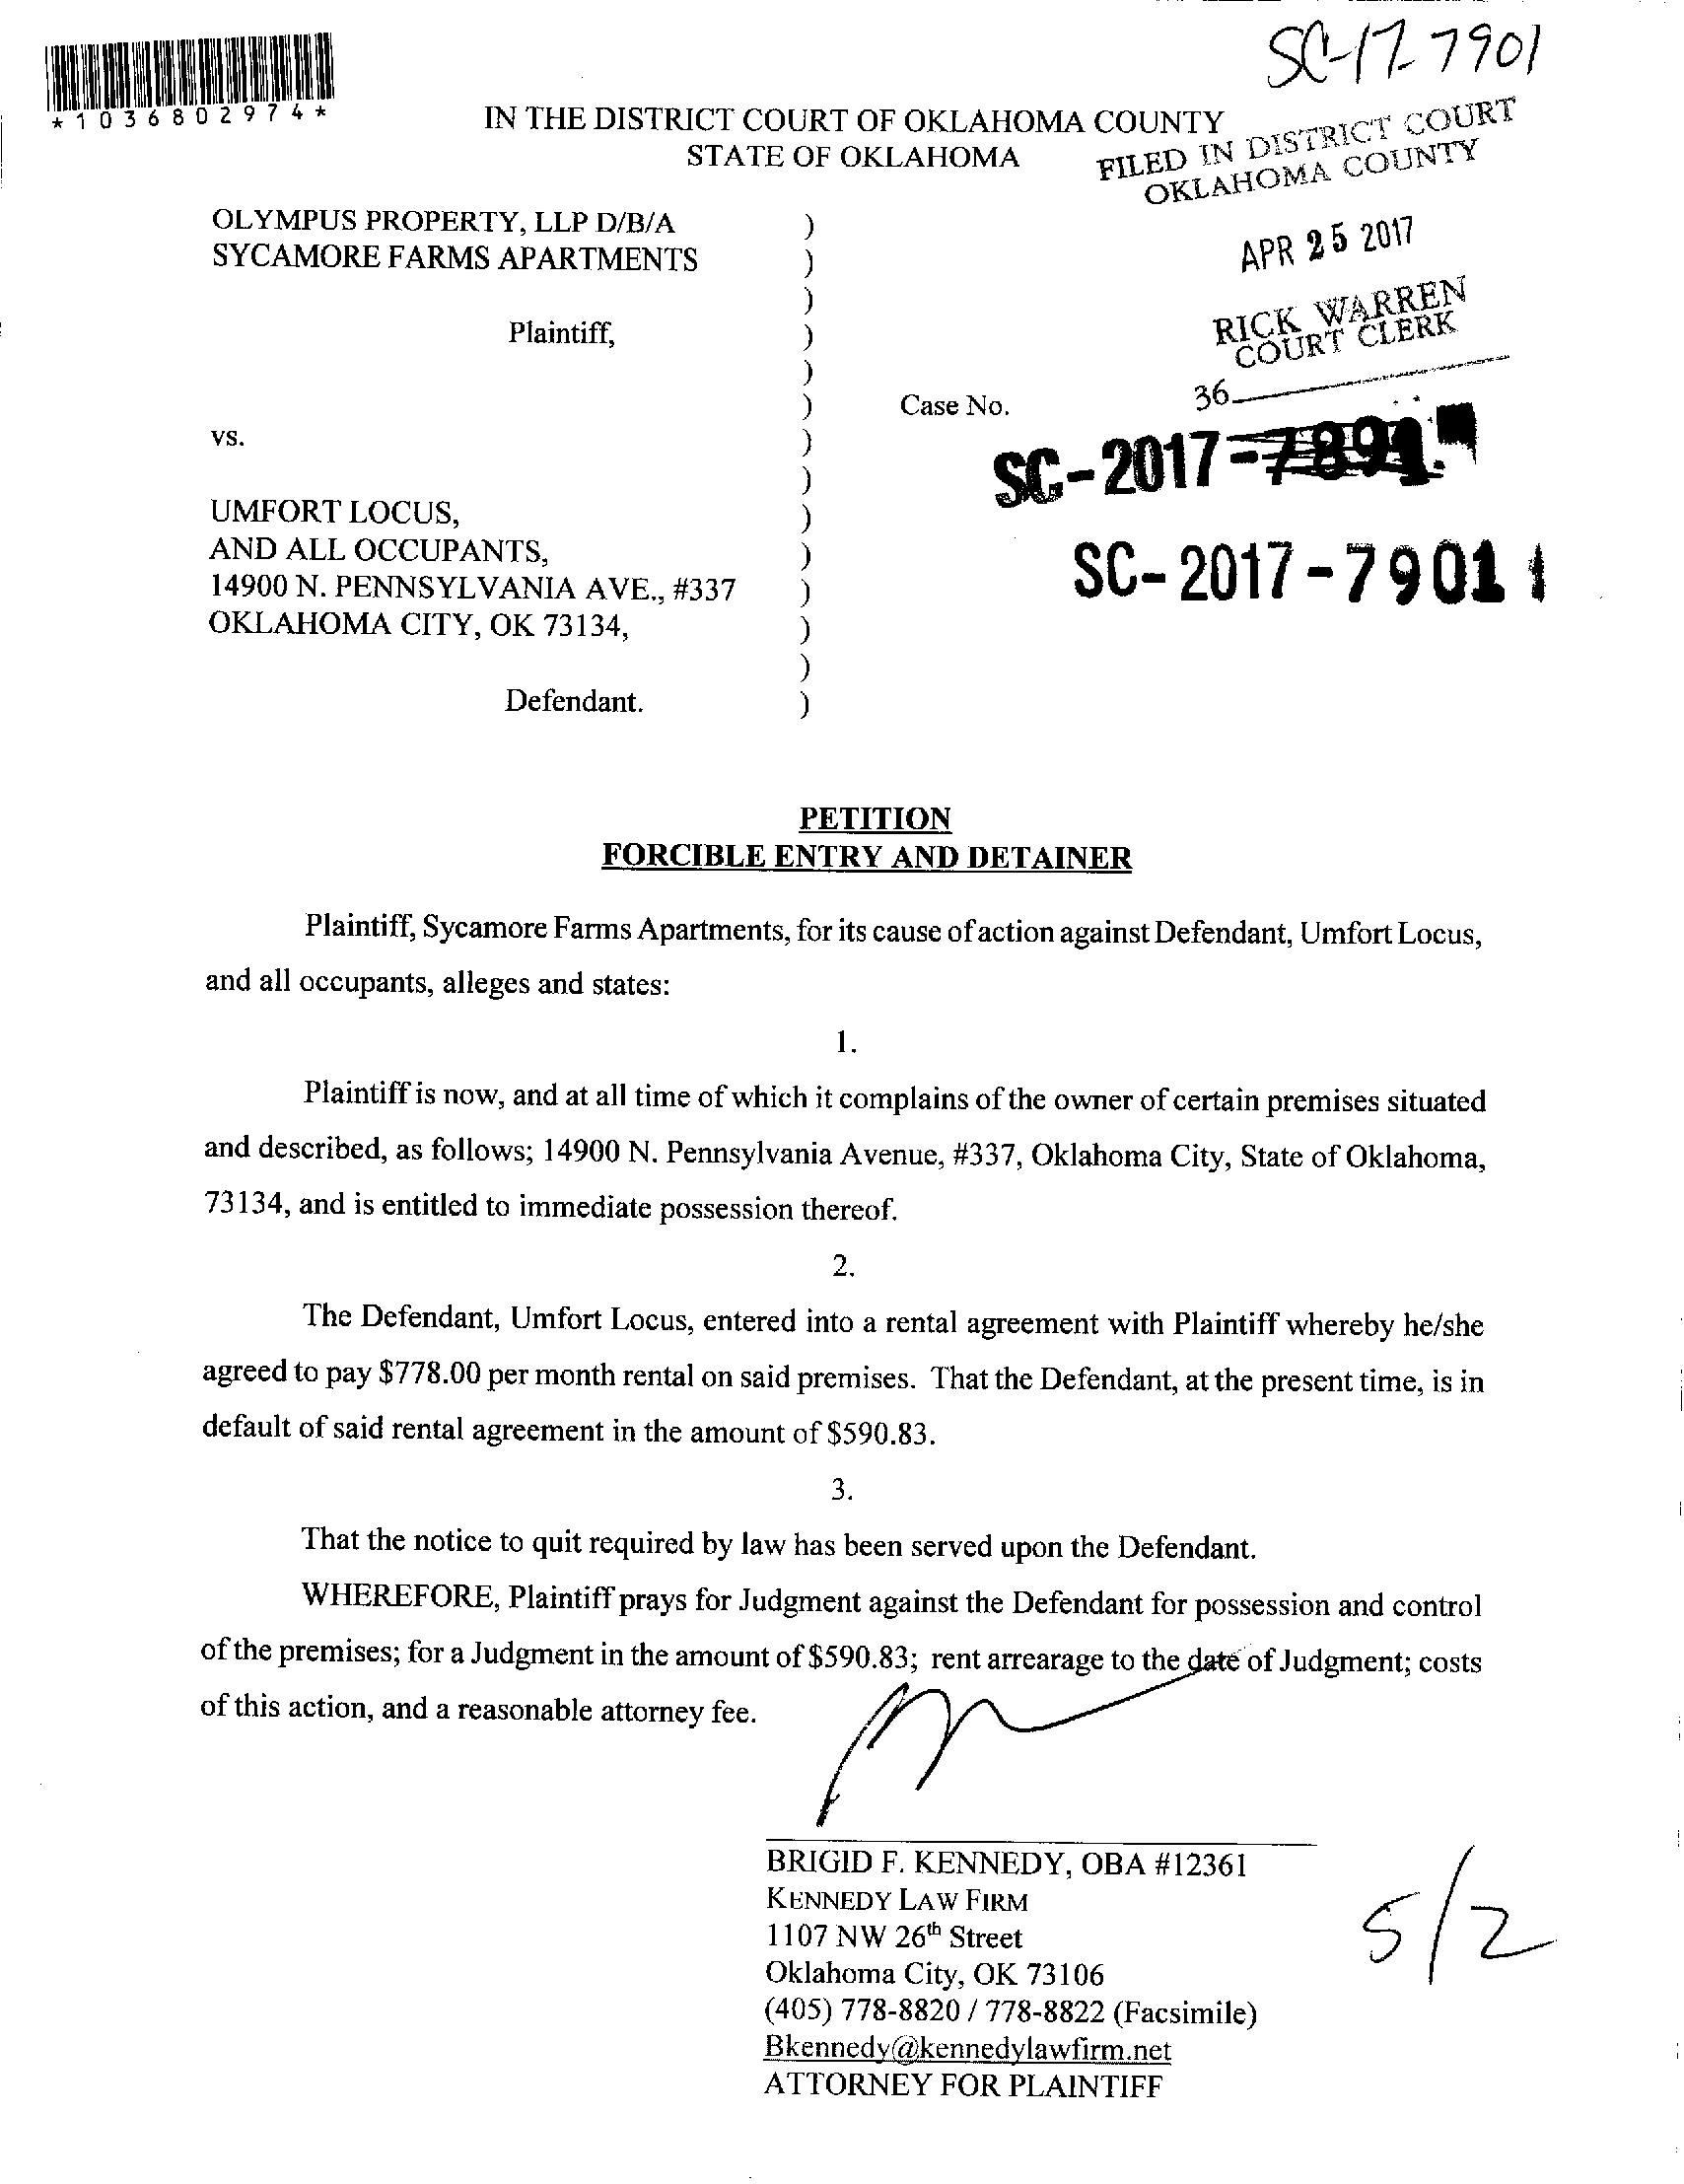 SC-17-7901
*1036802974*
IN THE DISTRICT COURT OF OKLAHOMA COUNTY
STATE OF OKLAHOMA
FILED IN DISTRICT COURT
OKLAHOMA COUNTY
APR 25 2017
RICK WARREN
COURT CLERK
36
OLYMPUS PROPERTY, LLP D/B/A )
SYCAMORE FARMS APARTMENTS )
)
Plaintiff, )
)
) Case No.
vs. )
SC-2017-7891
)
UMFORT LOCUS, )
AND ALL OCCUPANTS, )
SC-2017-7901
14900 N. PENNSYLVANIA AVE., #337 )
OKLAHOMA CITY, OK 73134, )
)
Defendant. )
PETITION
FORCIBLE ENTRY AND DETAINER
Plaintiff, Sycamore Farms Apartments, for its cause of action against Defendant, Umfort Locus,
and all occupants, alleges and states:
1.
Plaintiff is now, and at all time of which it complains of the owner of certain premises situated
and described, as follows; 14900 N. Pennsylvania Avenue, #337, Oklahoma City, State of Oklahoma,
73134, and is entitled to immediate possession thereof.
2.
The Defendant, Umfort Locus, entered into a rental agreement with Plaintiff whereby he/she
agreed to pay $778.00 per month rental on said premises. That the Defendant, at the present time, is in
default of said rental agreement in the amount of $590.83.
3.
That the notice to quit required by law has been served upon the Defendant.
WHEREFORE, Plaintiff prays for Judgment against the Defendant for possession and control
of the premises; for a Judgment in the amount of $590.83; rent arrearage to the date of Judgment; costs
of this action, and a reasonable attorney fee.
BRIGID F. KENNEDY, OBA #12361
KENNEDY LAW FIRM
1107 NW 26th Street
Oklahoma City, OK 73106
(405) 778-8820 / 778-8822 (Facsimile)
Bkennedy@kennedylawfirm.net
ATTORNEY FOR PLAINTIFF
5/2